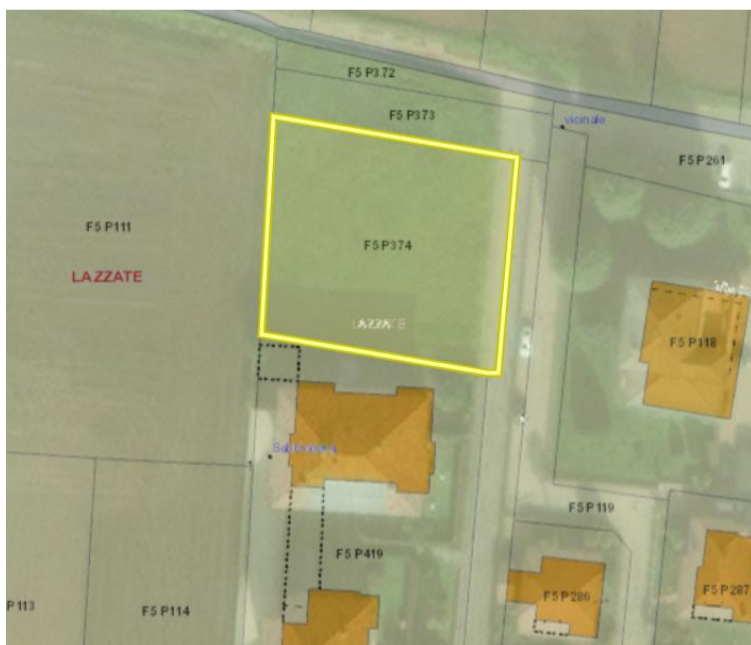 F5 P372
F5 P373
vicinale
F5 P261
F5 P111
F5 P374
LAZZATE
LAZZATE
F5 P118
F5 P119
F5 P419
F5 P286
F5 P287
P113
F5 P114